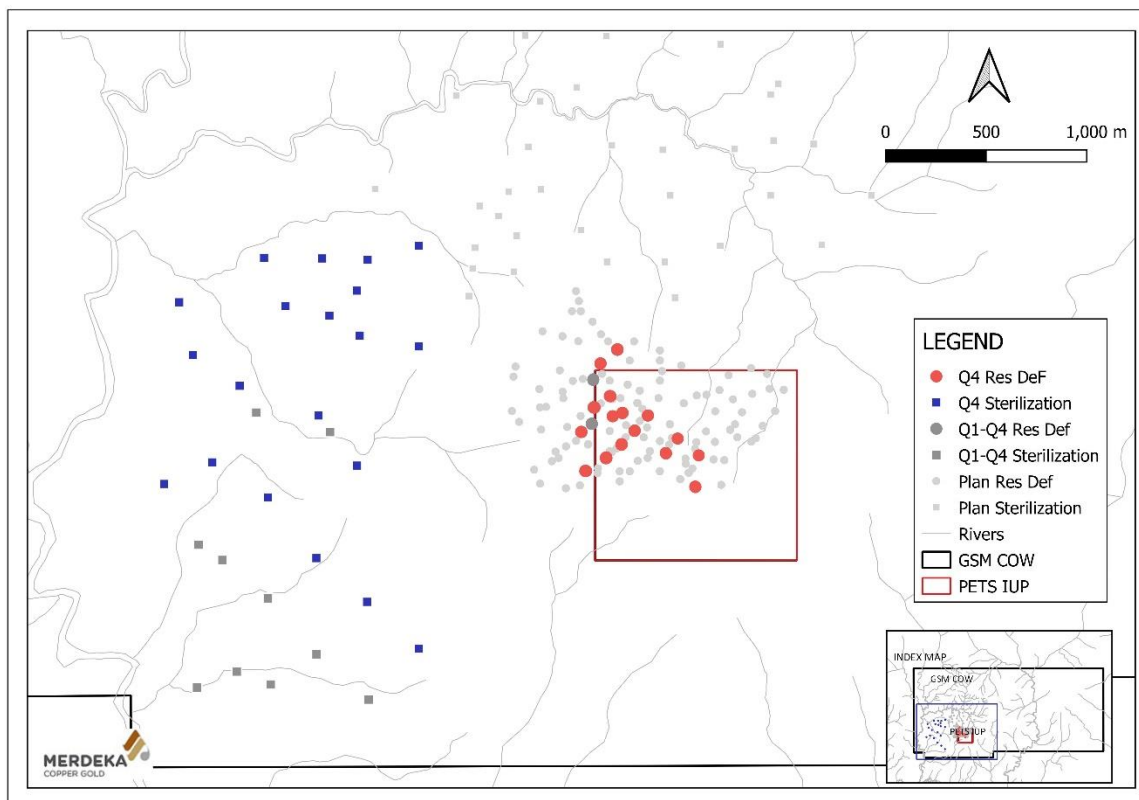 0 500 1,000 m
LEGEND
Q4 Res DeF
Q4 Sterilization
Q1-Q4 Res Def
Q1-Q4 Sterilization
Plan Res Def
Plan Sterilization
Rivers
GSM COW
PETS IUP
INDEX MAP
GSM COW
PETS IUP
MERDEKA
COPPER GOLD